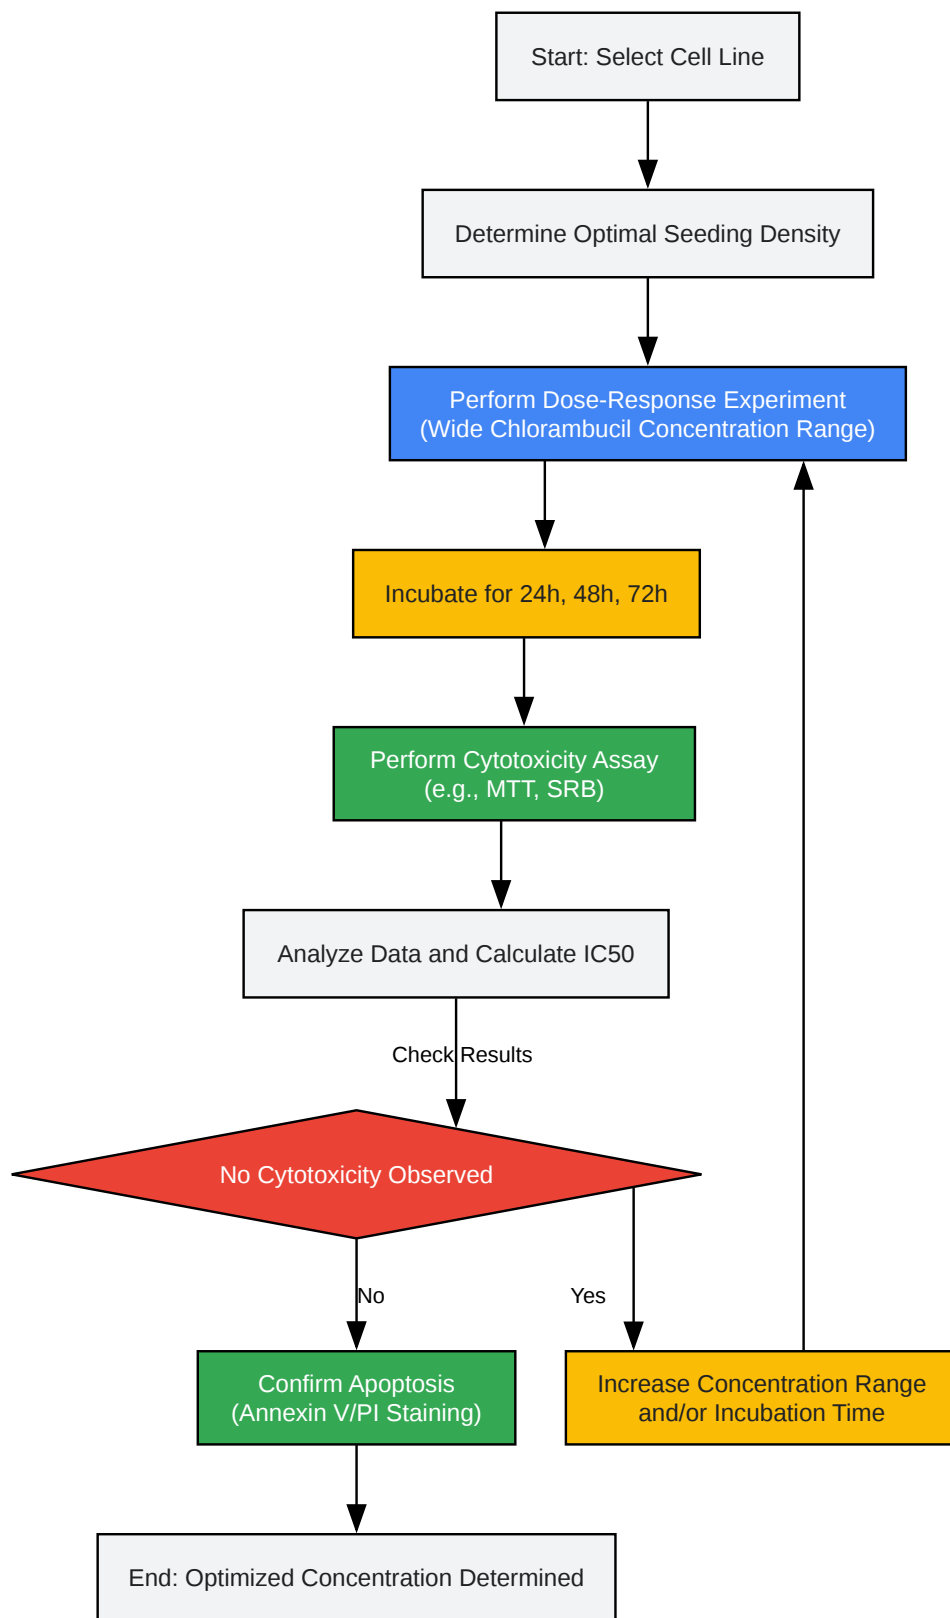 Start: Select Cell Line
Determine Optimal Seeding Density
Perform Dose-Response Experiment
(Wide Chlorambucil Concentration Range)
Incubate for 24h, 48h, 72h
Perform Cytotoxicity Assay
(e.g., MTT, SRB)
Analyze Data and Calculate IC50
Check Results
No Cytotoxicity Observed
No
Yes
Confirm Apoptosis
(Annexin V/PI Staining)
Increase Concentration Range
and/or Incubation Time
End: Optimized Concentration Determined